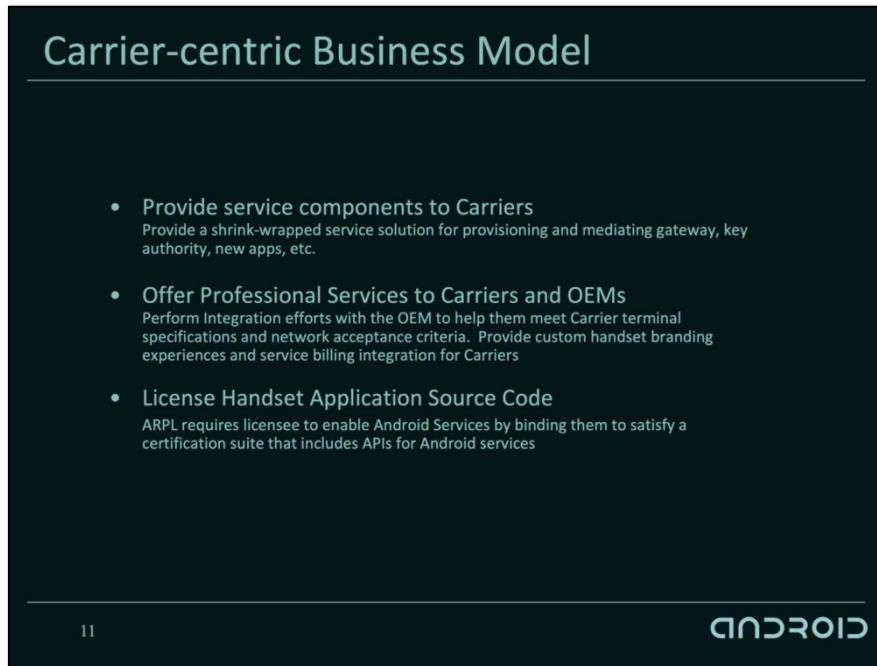 Carrier-centric Business Model
• Provide service components to Carriers
Provide a shrink-wrapped service solution for provisioning and mediating gateway, key
authority, new apps, etc.
• Offer Professional Services to Carriers and OEMs
Perform Integration efforts with the OEM to help them meet Carrier terminal
specifications and network acceptance criteria.  Provide custom handset branding
experiences and service billing integration for Carriers
• License Handset Application Source Code
ARPL requires licensee to enable Android Services by binding them to satisfy a
certification suite that includes APIs for Android services
11
ANDROID